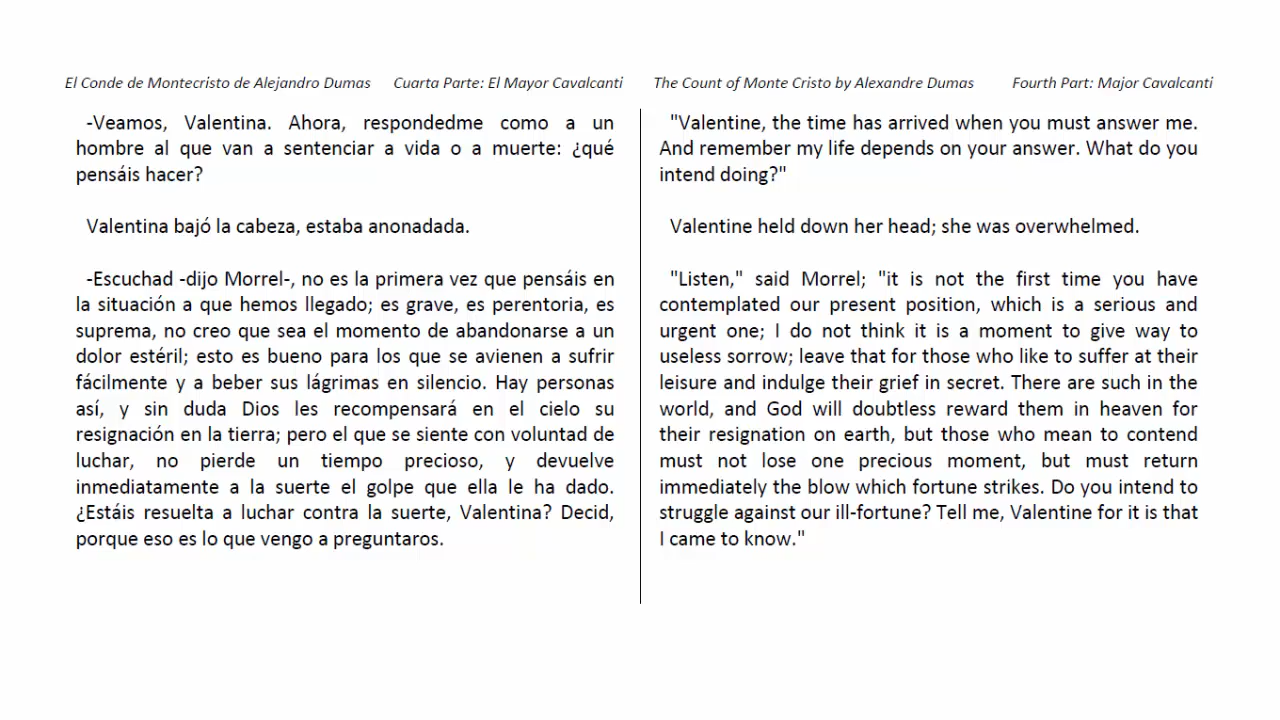 El Conde de Montecristo de Alejandro Dumas Cuarta Parte: El Mayor Cavalcanti
-Veamos, Valentina. Ahora, respondedme como a un
hombre al que van a sentenciar a vida o a muerte: ¿qué
pensáis hacer?
Valentina bajó la cabeza, estaba anonadada.
-Escuchad -dijo Morrel-, no es la primera vez que pensáis en
la situación a que hemos llegado; es grave, es perentoria, es
suprema, no creo que sea el momento de abandonarse a un
dolor estéril; esto es bueno para los que se avienen a sufrir
fácilmente y a beber sus lágrimas en silencio. Hay personas
así, y sin duda Dios les recompensará en el cielo su
resignación en la tierra; pero el que se siente con voluntad de
luchar, no pierde un tiempo precioso, y devuelve
inmediatamente a la suerte el golpe que ella le ha dado.
¿Estáis resuelta a luchar contra la suerte, Valentina? Decid,
porque eso es lo que vengo a preguntaros.
The Count of Monte Cristo by Alexandre Dumas Fourth Part: Major Cavalcanti
"Valentine, the time has arrived when you must answer me.
And remember my life depends on your answer. What do you
intend doing?"
Valentine held down her head; she was overwhelmed.
"Listen," said Morrel; "it is not the first time you have
contemplated our present position, which is a serious and
urgent one; I do not think it is a moment to give way to
useless sorrow; leave that for those who like to suffer at their
leisure and indulge their grief in secret. There are such in the
world, and God will doubtless reward them in heaven for
their resignation on earth, but those who mean to contend
must not lose one precious moment, but must return
immediately the blow which fortune strikes. Do you intend to
struggle against our ill-fortune? Tell me, Valentine for it is that
I came to know."